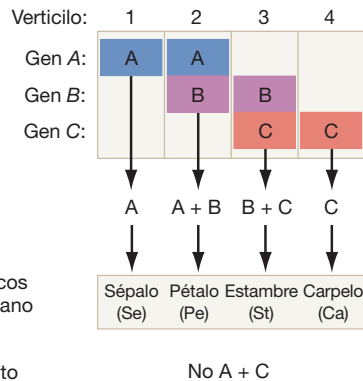 Verticilo: 1 2 3 4
Gen A: A A
Gen B: B B
Gen C: C C
A A + B B + C C
Sépalo Pétalo Estambre Carpelo
(Se) (Pe) (St) (Ca)
No A + C